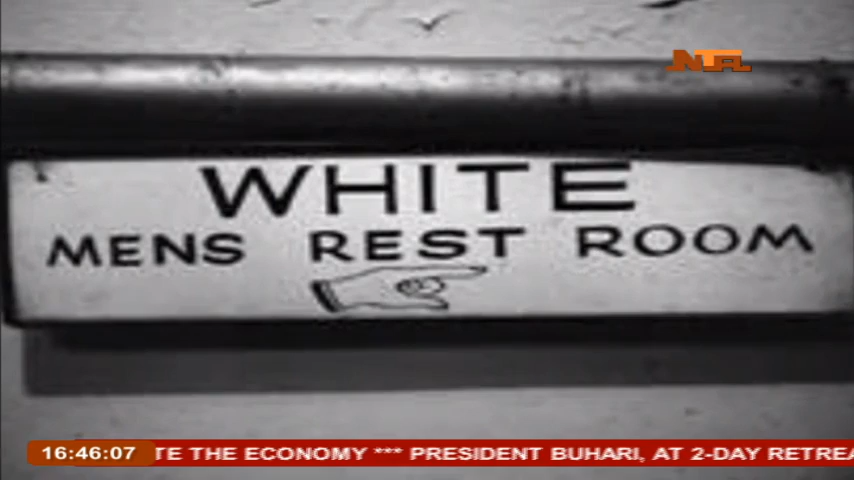 NTA
WHITE
MENS REST ROOM
16:46:07 TE THE ECONOMY *** PRESIDENT BUHARI, AT 2-DAY RETREA